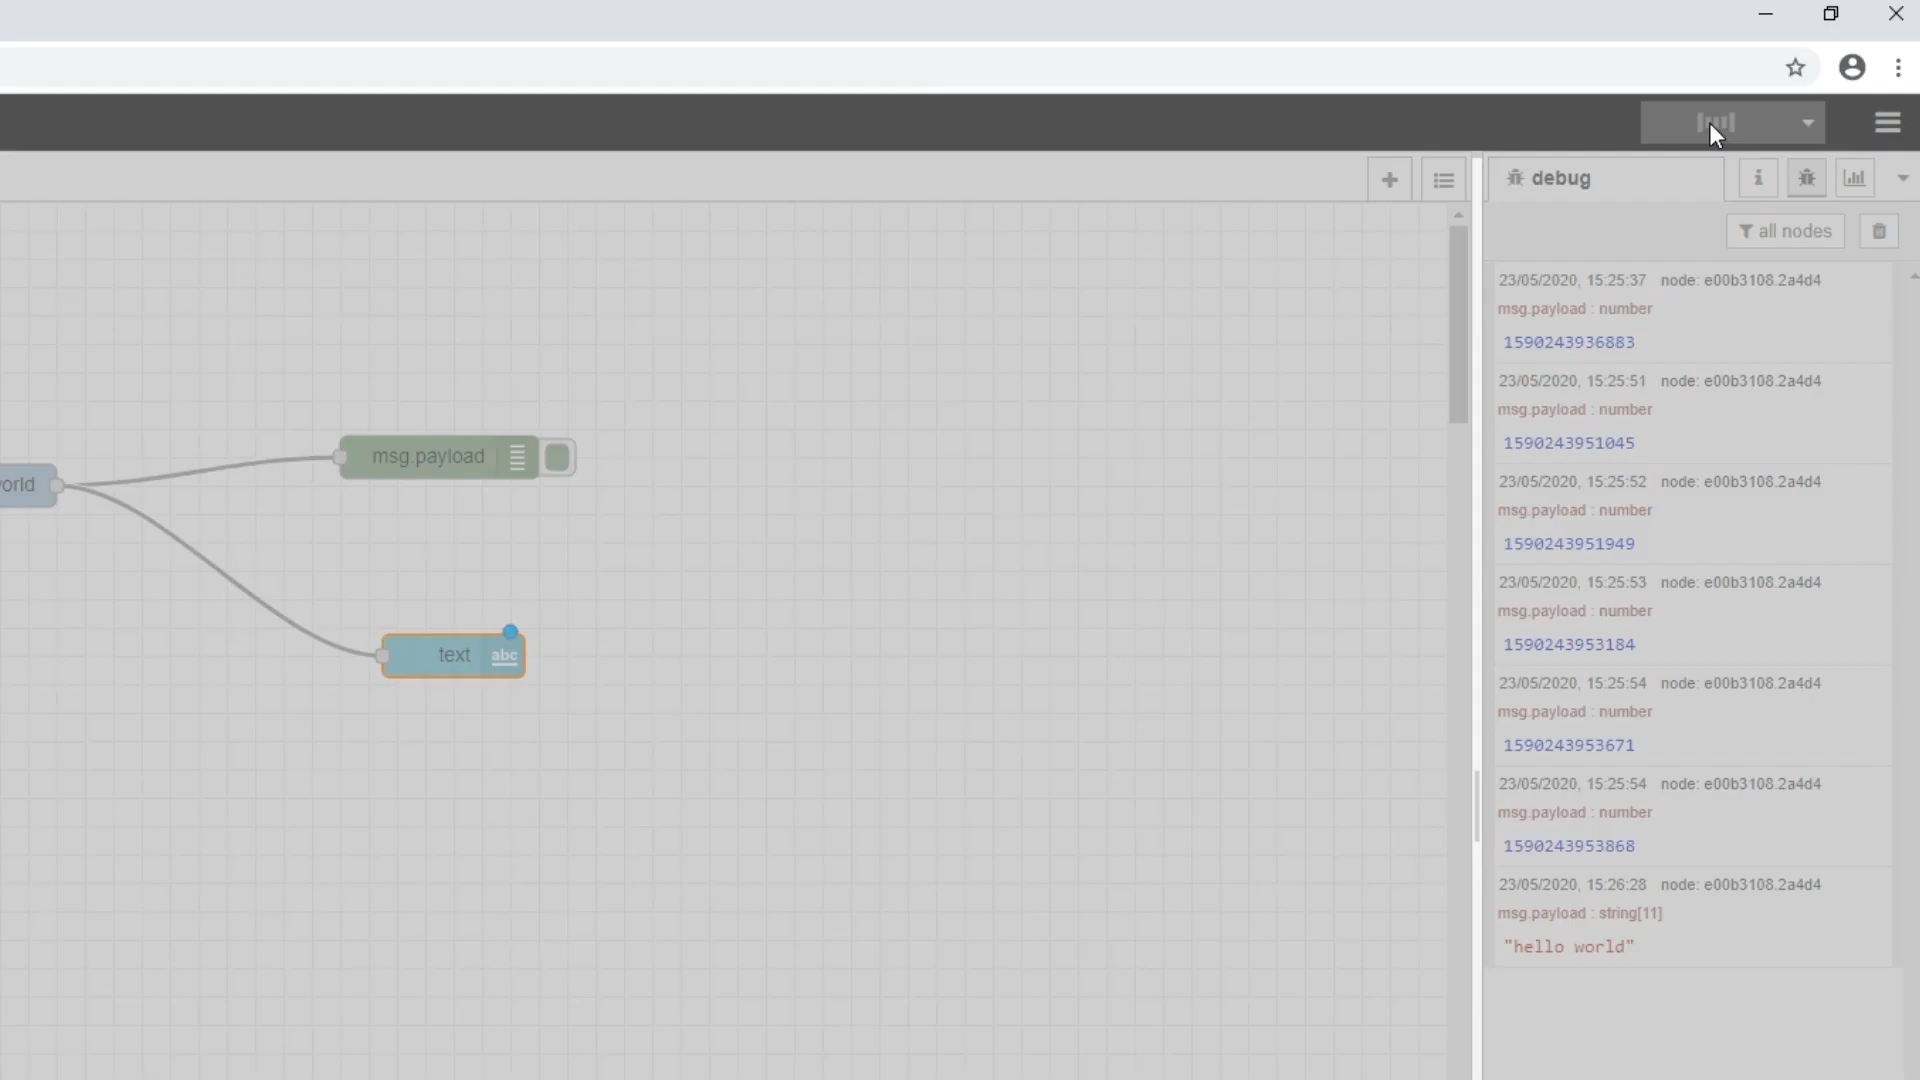 debug
i
all nodes
23/05/2020, 15:25:37 node: e00b3108.2a4d4
msg.payload : number
1590243936883
23/05/2020, 15:25:51 node: e00b3108.2a4d4
msg.payload : number
1590243951045
23/05/2020, 15:25:52 node: e00b3108.2a4d4
msg.payload : number
1590243951949
23/05/2020, 15:25:53 node: e00b3108.2a4d4
msg.payload : number
1590243953184
23/05/2020, 15:25:54 node: e00b3108.2a4d4
msg.payload : number
1590243953671
23/05/2020, 15:25:54 node: e00b3108.2a4d4
msg.payload : number
1590243953868
23/05/2020, 15:26:28 node: e00b3108.2a4d4
msg.payload : string[11]
"hello world"
msg.payload
orld
text abc